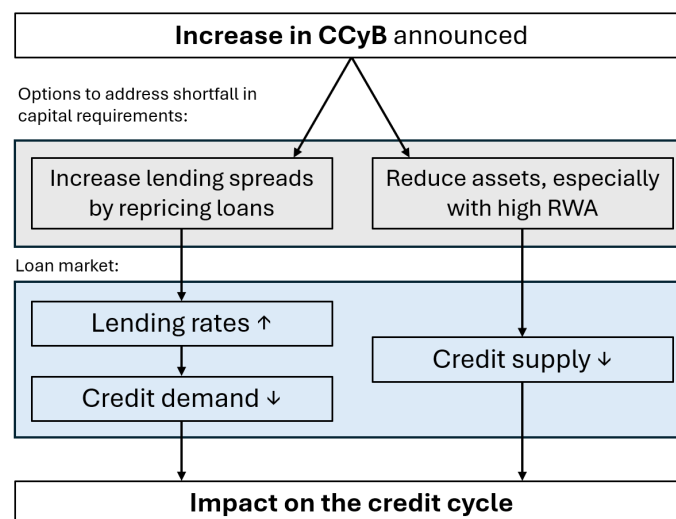 Increase in CCyB announced
Options to address shortfall in
capital requirements:
Increase lending spreads
by repricing loans
Reduce assets, especially
with high RWA
Loan market:
Lending rates ↑
Credit demand ↓
Credit supply ↓
Impact on the credit cycle